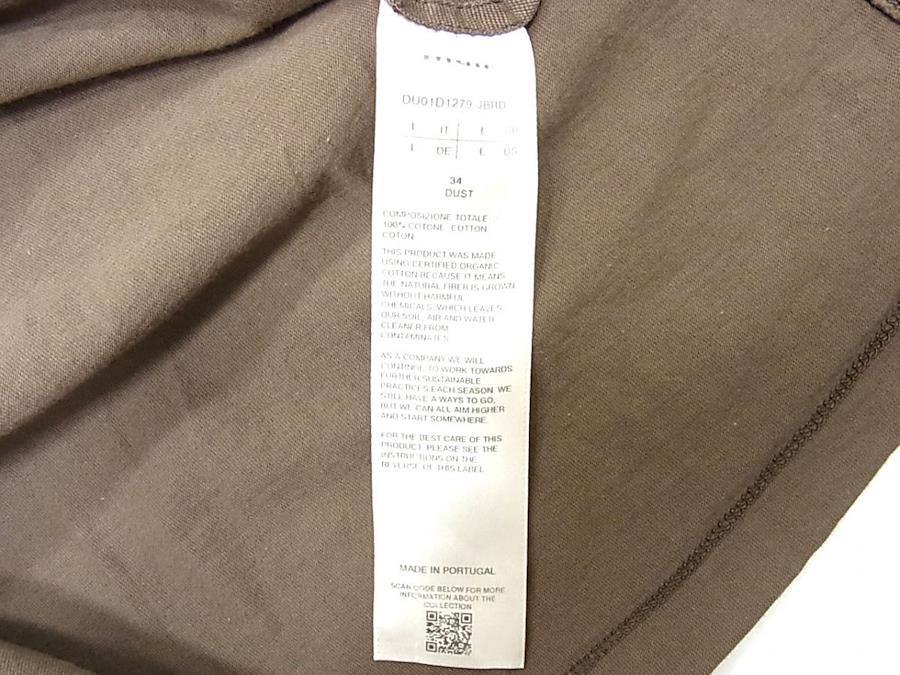 DU01D1279 JBRD
L IT L
L DE L US
34
DUST
COMPOSIZIONE TOTALE:
100% COTONE COTTON
COTON
THIS PRODUCT WAS MADE
USING CERTIFIED ORGANIC
COTTON BECAUSE IT MEANS
THE NATURAL FIBER IS GROWN
WITHOUT HARMFUL
CHEMICALS, WHICH LEAVES
OUR SOIL, AIR AND WATER
CLEANER FROM
CONTAMINATES.
AS A COMPANY WE WILL
CONTINUE TO WORK TOWARDS
FURTHER SUSTAINABLE
PRACTICES EACH SEASON. WE
STILL HAVE A WAYS TO GO,
BUT WE CAN ALL AIM HIGHER
AND START SOMEWHERE.
FOR THE BEST CARE OF THIS
PRODUCT, PLEASE SEE THE
INSTRUCTIONS ON THE
REVERSE OF THIS LABEL
MADE IN PORTUGAL
SCAN CODE BELOW FOR MORE
INFORMATION ABOUT THE
COLLECTION